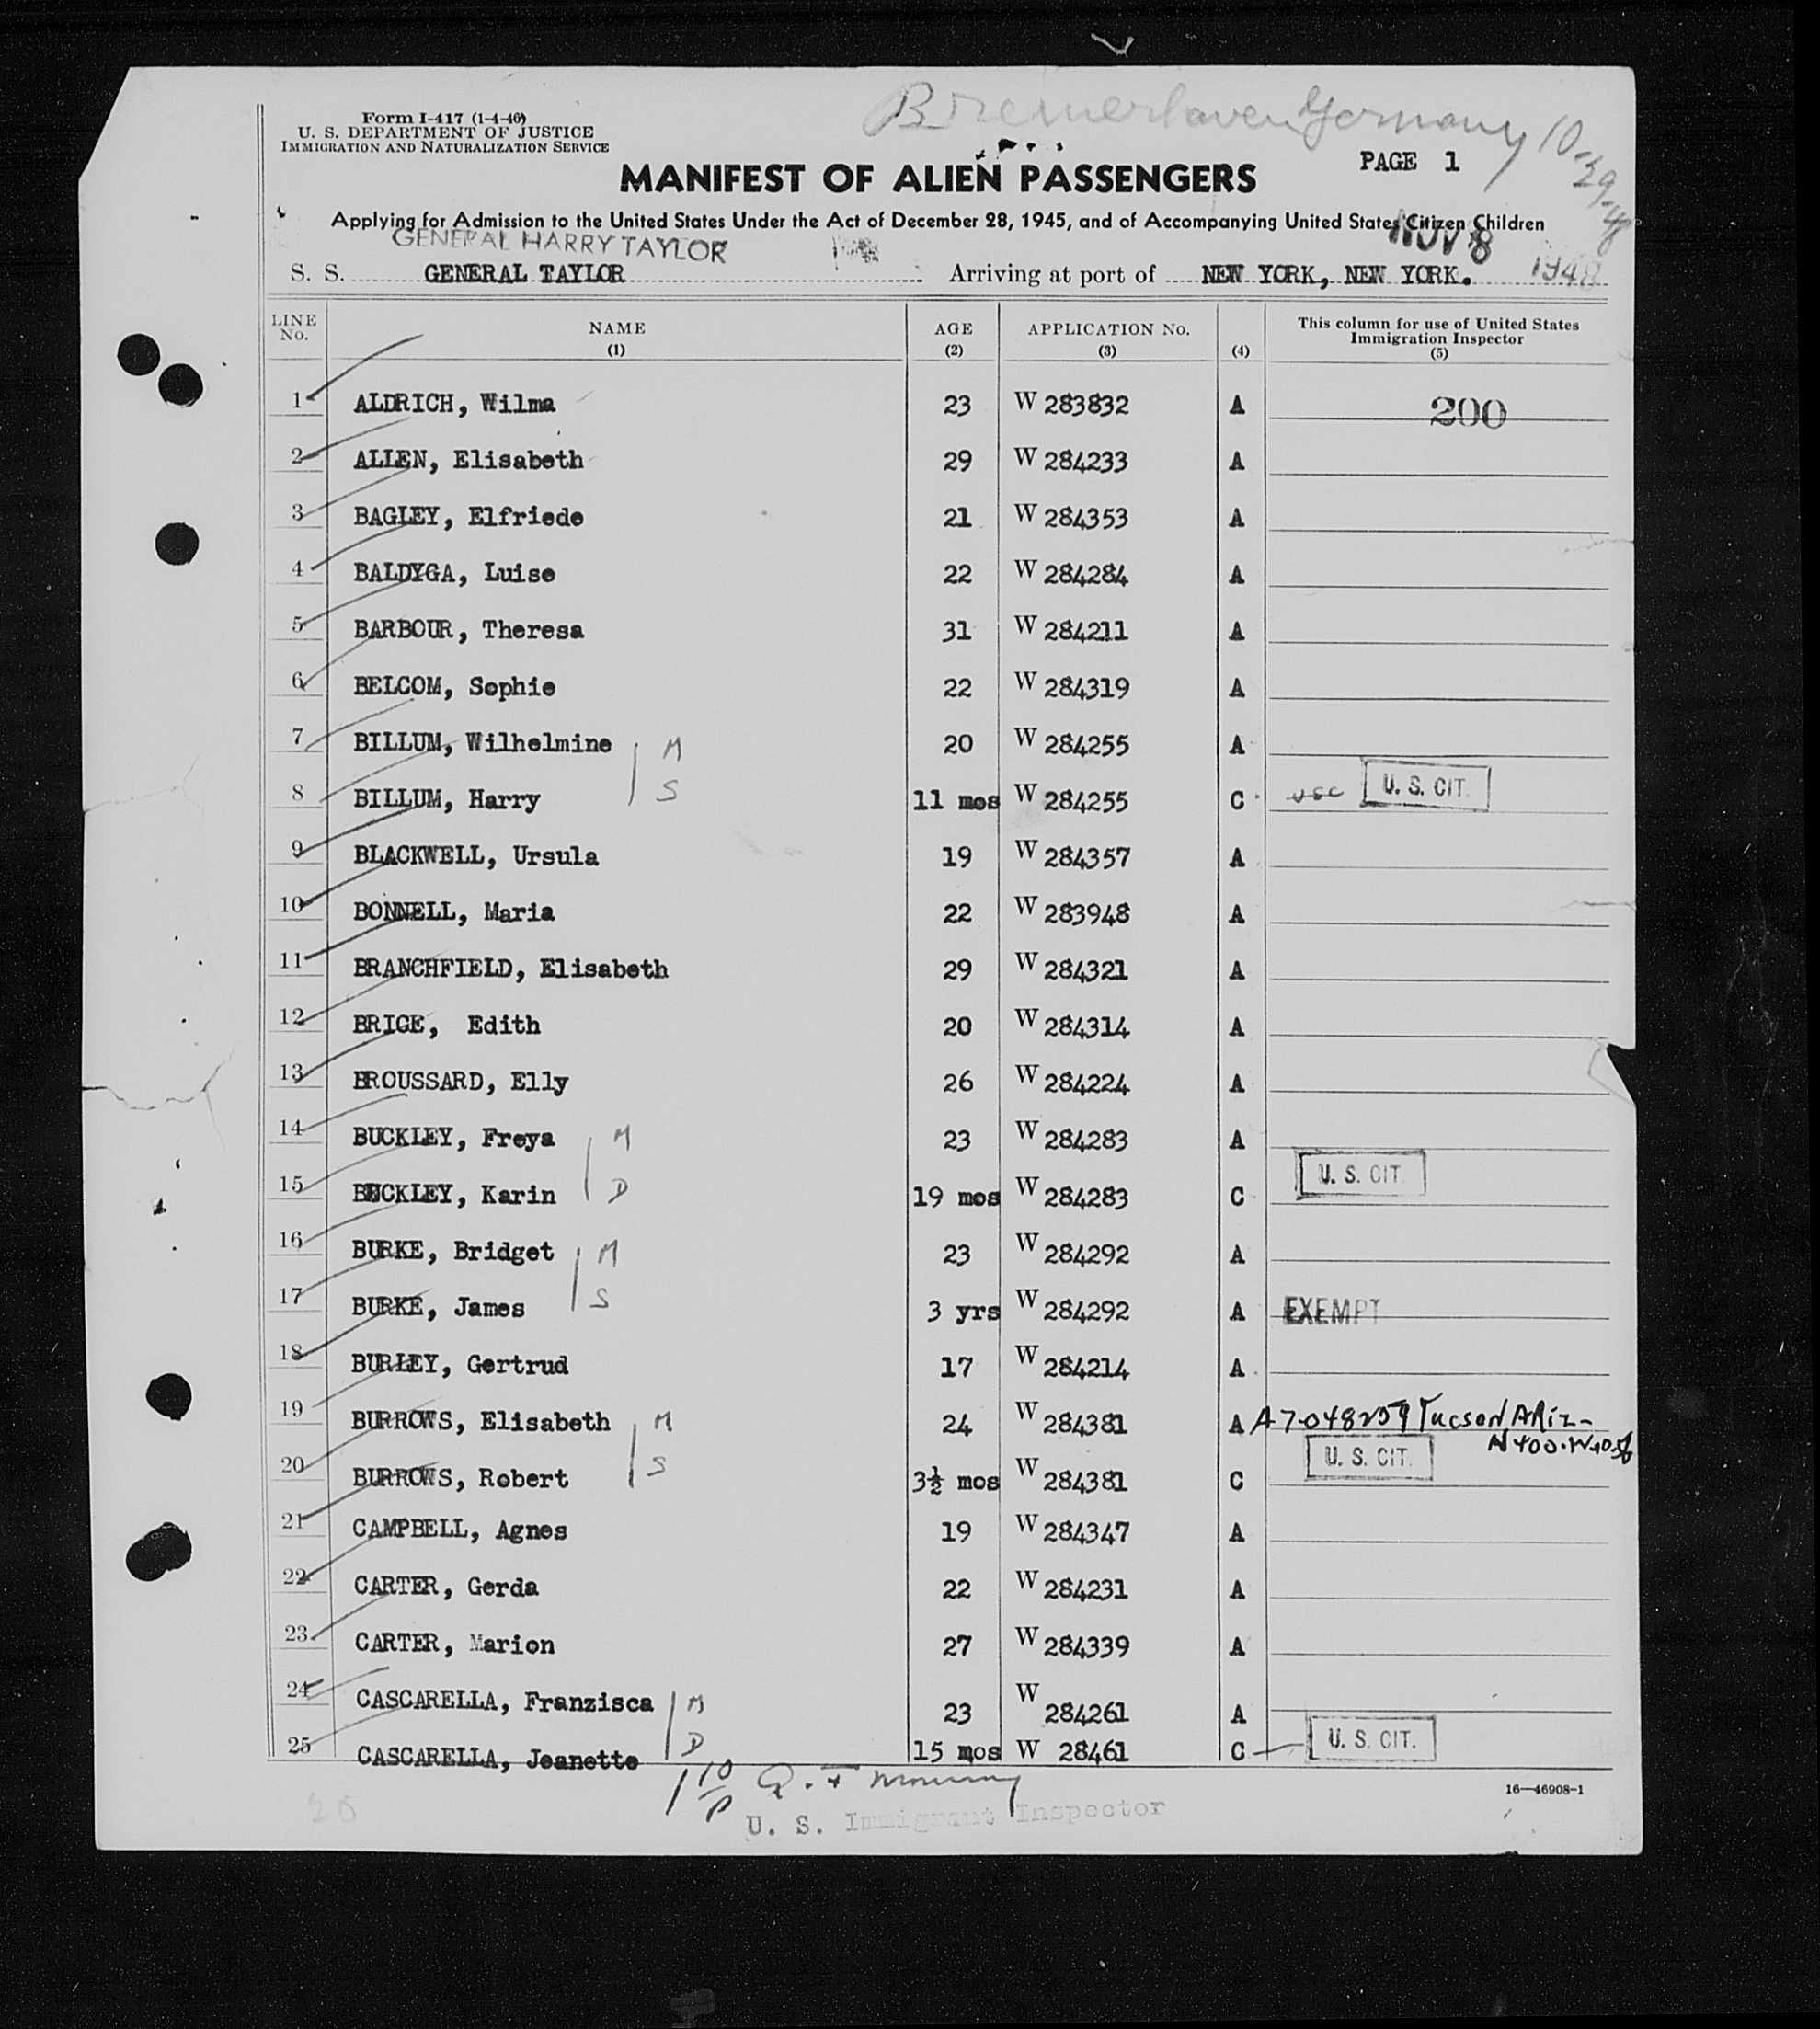 Bremerhaven Germany 10-29-48
Form I-417 (1-4-46)
U. S. DEPARTMENT OF JUSTICE
IMMIGRATION AND NATURALIZATION SERVICE
PAGE 1
MANIFEST OF ALIEN PASSENGERS
Applying for Admission to the United States Under the Act of December 28, 1945, and of Accompanying United States Citizen Children
GENERAL HARRY TAYLOR NOV 8 1948
S. S. GENERAL TAYLOR Arriving at port of NEW YORK, NEW YORK.
LINE No. NAME (1) AGE (2) APPLICATION No. (3) (4) This column for use of United States Immigration Inspector (5)
1 ALDRICH, Wilma 23 W 283832 A 200
2 ALLEN, Elisabeth 29 W 284233 A
3 BAGLEY, Elfriede 21 W 284353 A
4 BALDYGA, Luise 22 W 284284 A
5 BARBOUR, Theresa 31 W 284211 A
6 BELCOM, Sophie 22 W 284319 A
7 BILLUM, Wilhelmine M 20 W 284255 A
8 BILLUM, Harry S 11 mos W 284255 C usc U. S. CIT.
9 BLACKWELL, Ursula 19 W 284357 A
10 BONNELL, Maria 22 W 283948 A
11 BRANCHFIELD, Elisabeth 29 W 284321 A
12 BRICE, Edith 20 W 284314 A
13 BROUSSARD, Elly 26 W 284224 A
14 BUCKLEY, Freya M 23 W 284283 A
15 BUCKLEY, Karin D 19 mos W 284283 C U. S. CIT.
16 BURKE, Bridget M 23 W 284292 A
17 BURKE, James S 3 yrs W 284292 A EXEMPT
18 BURLEY, Gertrud 17 W 284214 A
19 BURROWS, Elisabeth M 24 W 284381 A A7048259 Tucson Ariz-
N400
20 BURROWS, Robert S 3½ mos W 284381 C U. S. CIT.
21 CAMPBELL, Agnes 19 W 284347 A
22 CARTER, Gerda 22 W 284231 A
23 CARTER, Marion 27 W 284339 A
24 CASCARELLA, Franzisca M 23 W 284261 A
25 CASCARELLA, Jeanette D 15 mos W 28461 C U. S. CIT.
16—46908-1
20
U. S. Immigrant Inspector